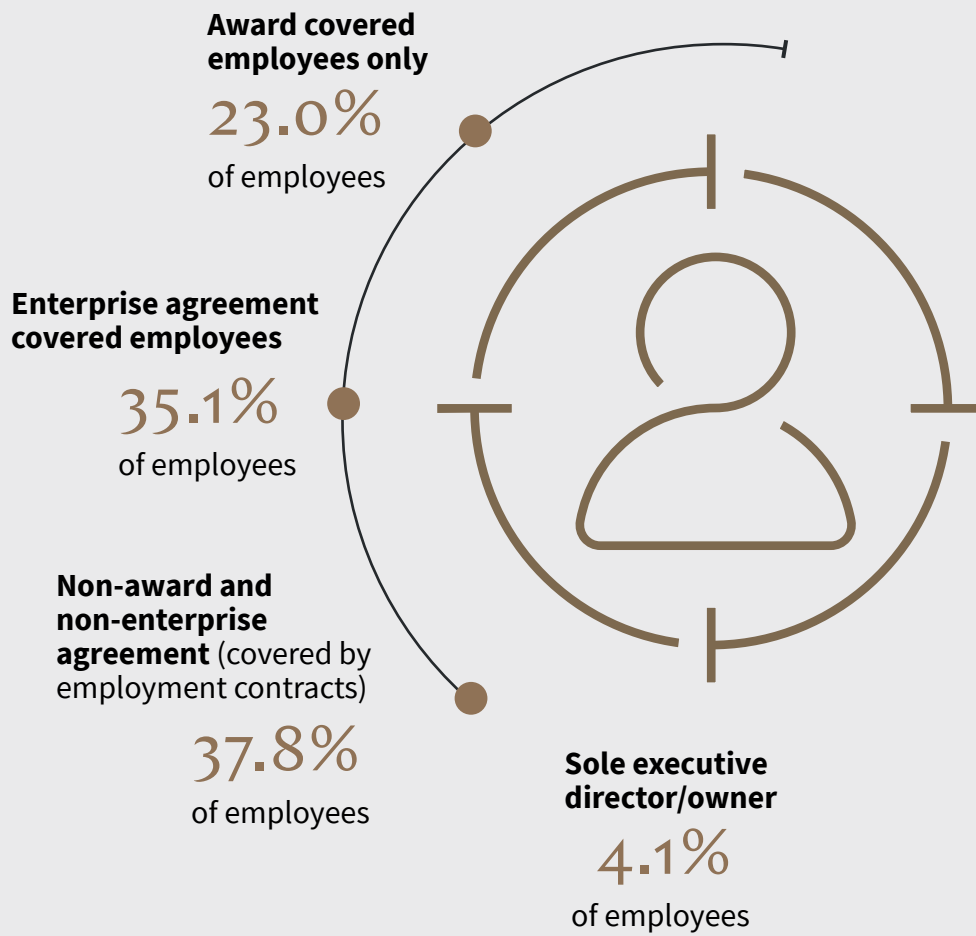 Award covered
employees only
23.0%
of employees
Enterprise agreement
covered employees
35.1%
of employees
Non-award and
non-enterprise
agreement (covered by
employment contracts)
37.8%
of employees
Sole executive
director/owner
4.1%
of employees